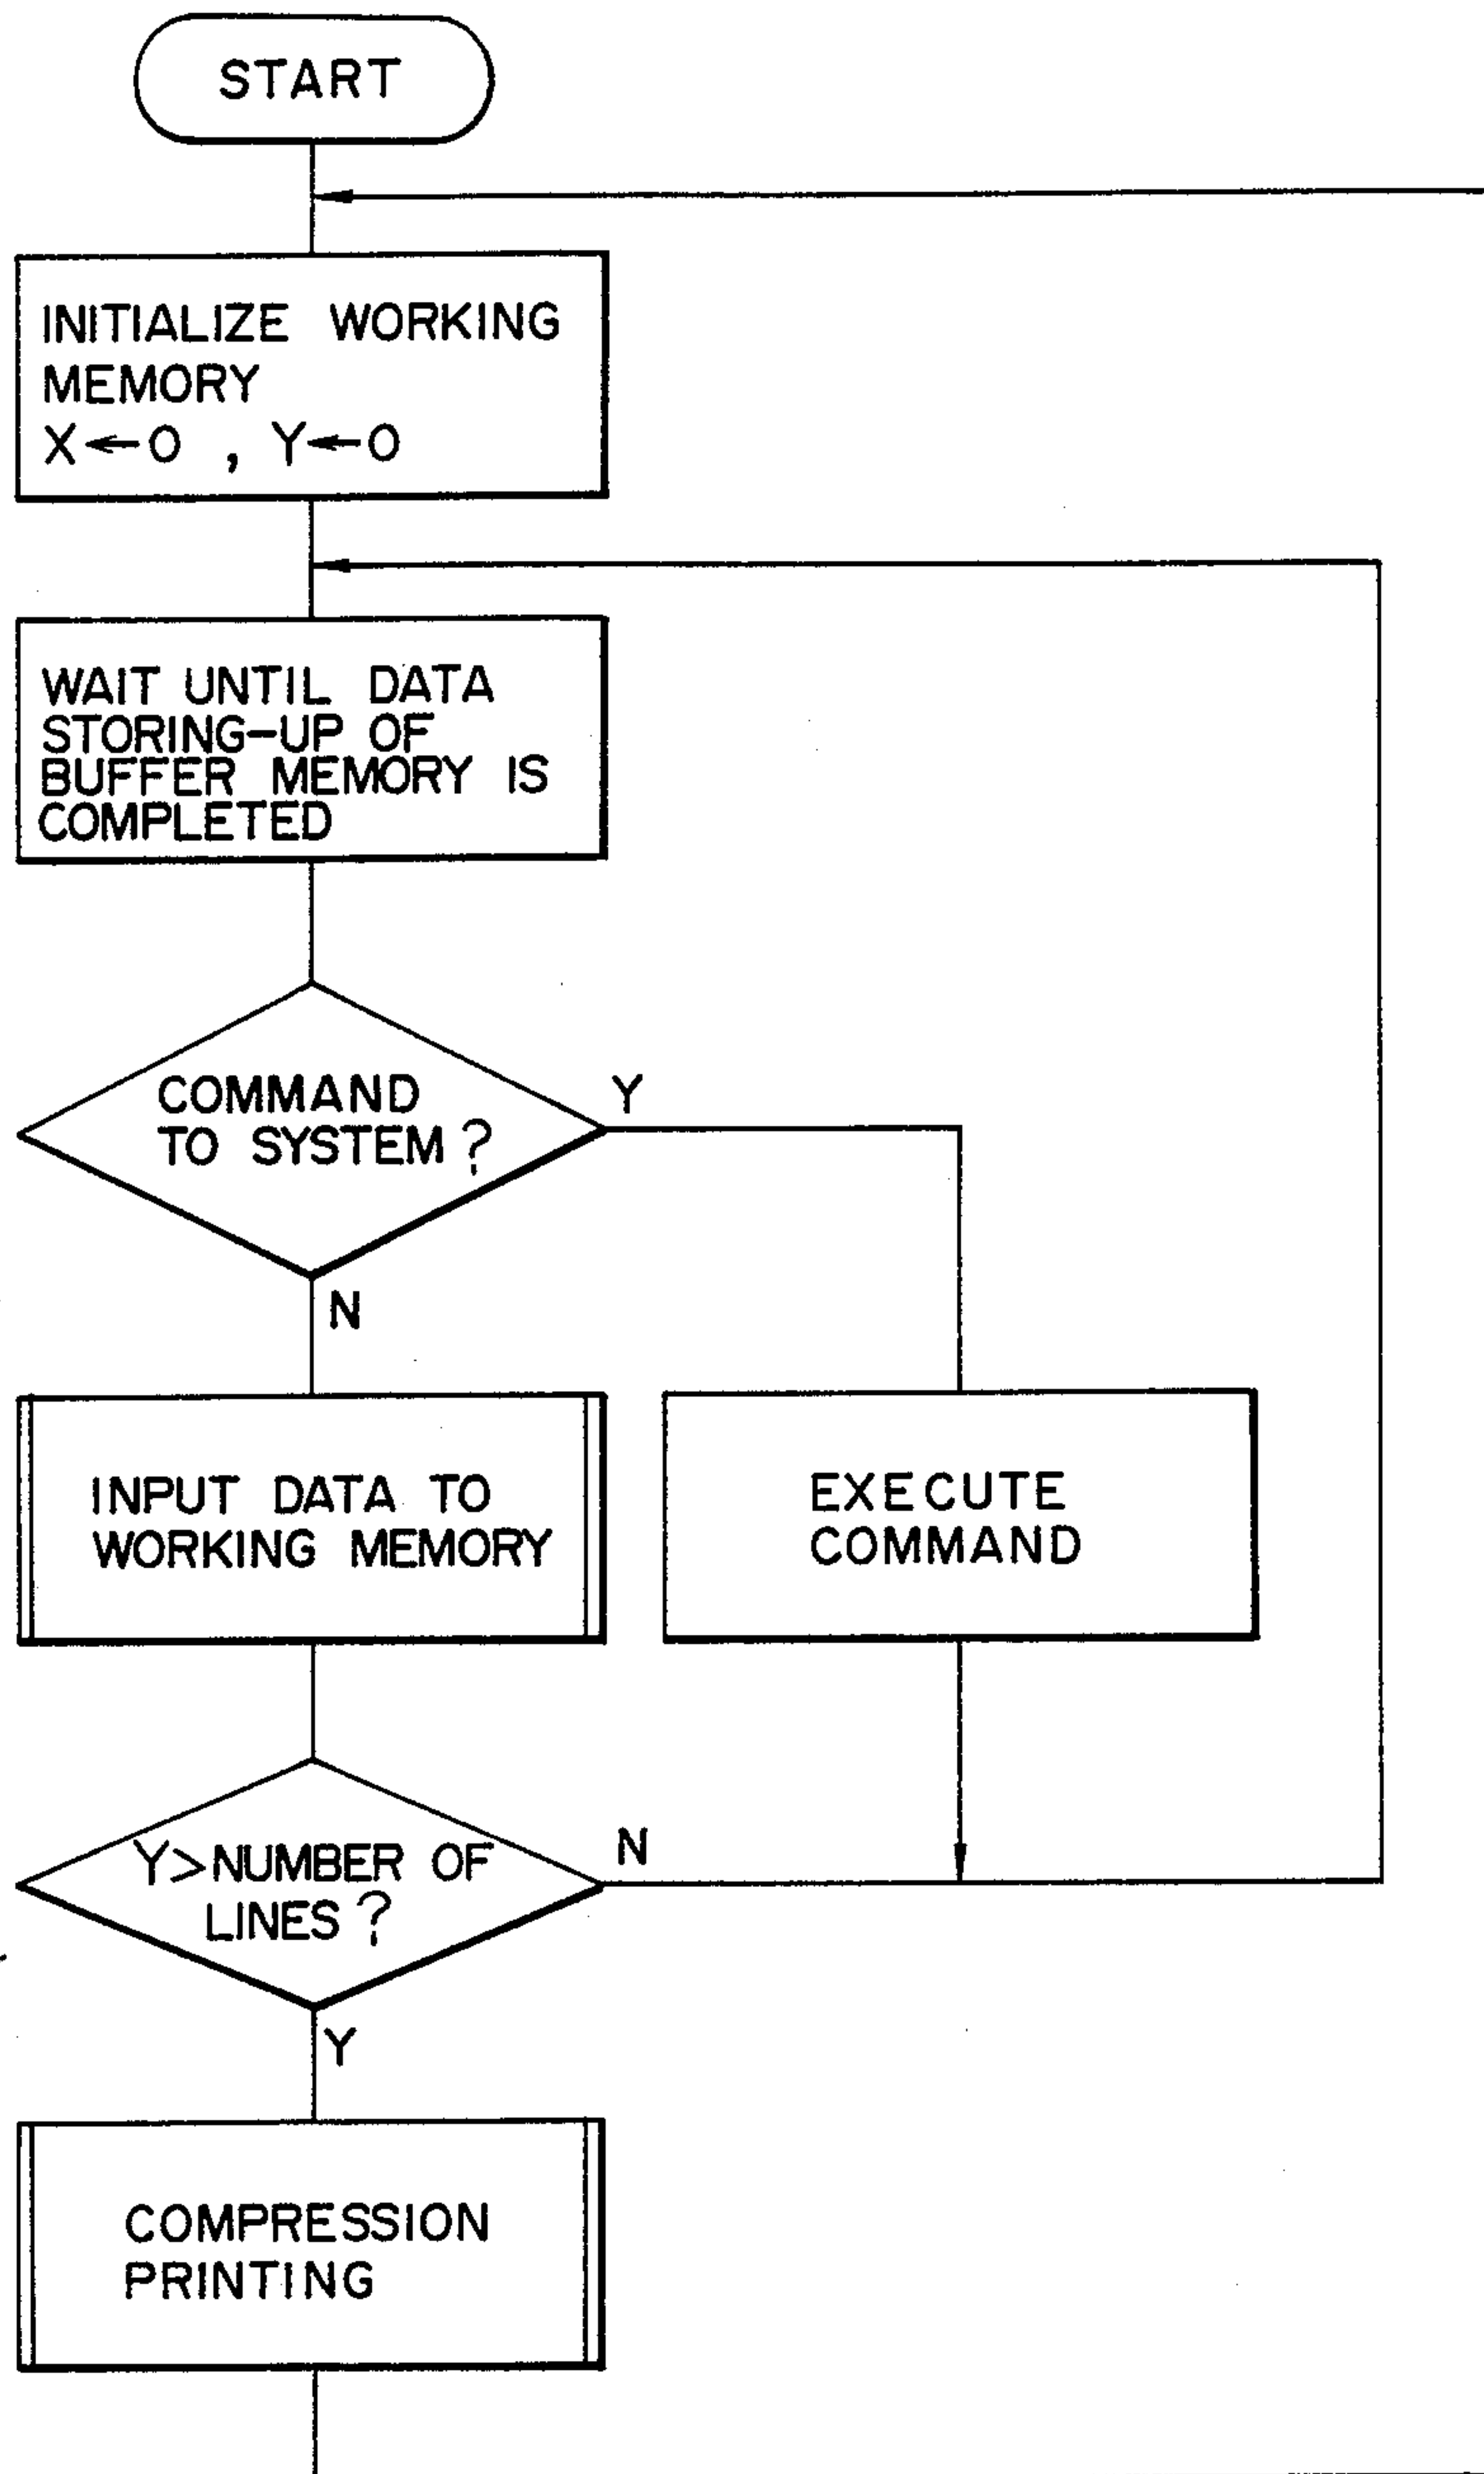 START
INITIALIZE WORKING
MEMORY
X←0 , Y←0
WAIT UNTIL DATA
STORING-UP OF
BUFFER MEMORY IS
COMPLETED
COMMAND
TO SYSTEM ?
Y
N
INPUT DATA TO
WORKING MEMORY
EXECUTE
COMMAND
Y>NUMBER OF
LINES ?
N
Y
COMPRESSION
PRINTING